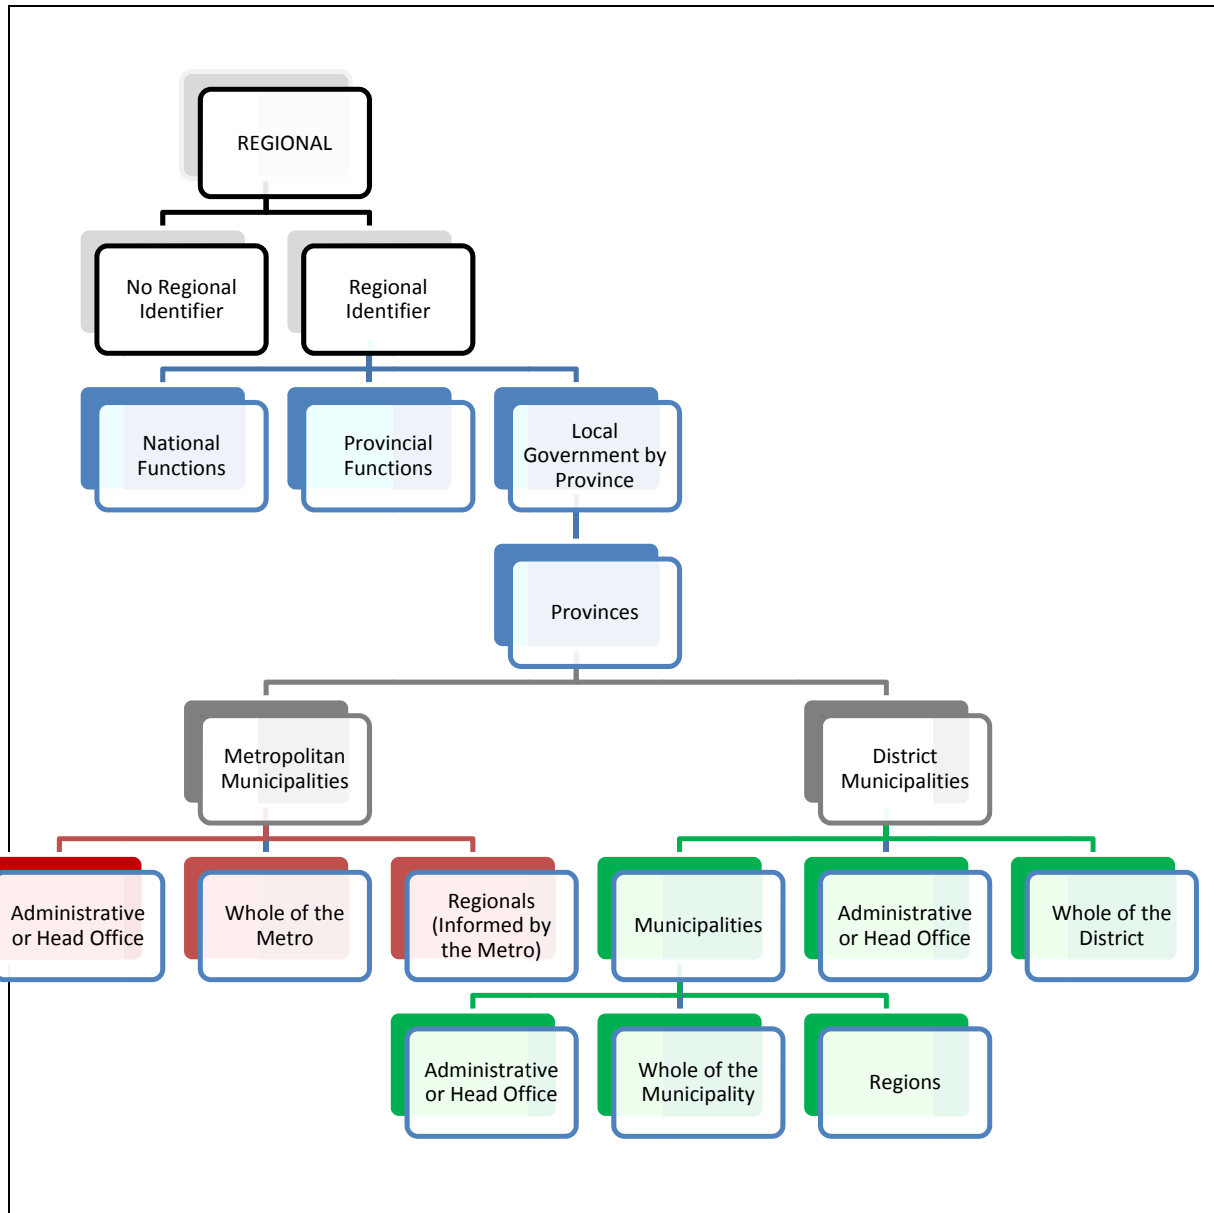 REGIONAL
No Regional
Identifier
Regional
Identifier
National
Functions
Provincial
Functions
Local
Government by
Province
Provinces
Metropolitan
Municipalities
District
Municipalities
Administrative
or Head Office
Whole of the
Metro
Regionals
(Informed by
the Metro)
Municipalities
Administrative
or Head Office
Whole of the
District
Administrative
or Head Office
Whole of the
Municipality
Regions